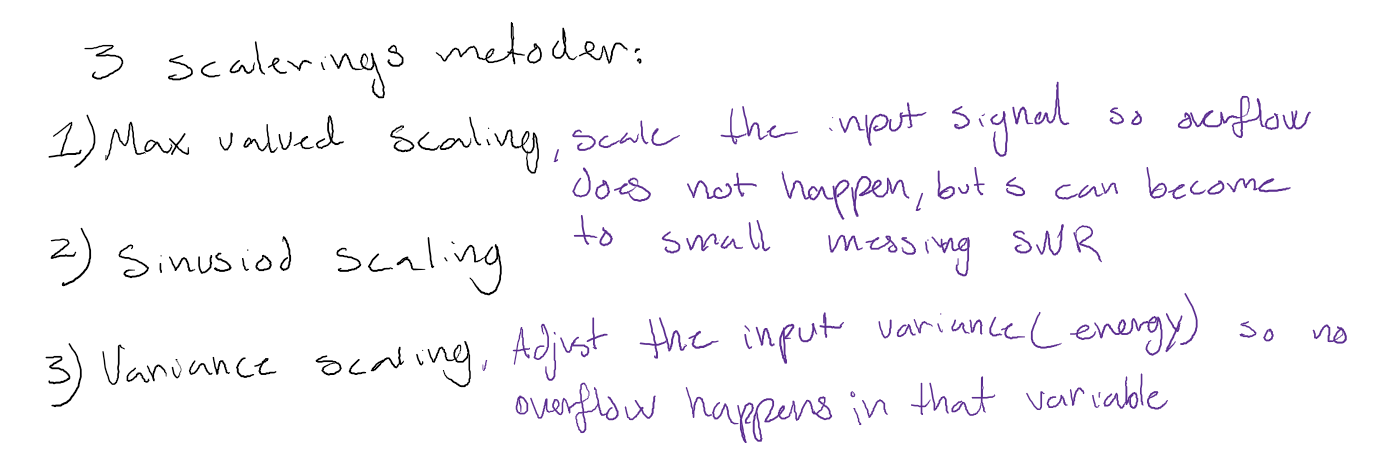 3 scalerings metoder:
1) Max valued scaling, scale the input signal so overflow
does not happen, but s can become
to small messing SNR
2) Sinusiod scaling
3) Variance scaling, Adjust the input variance (energy) so no
overflow happens in that variable